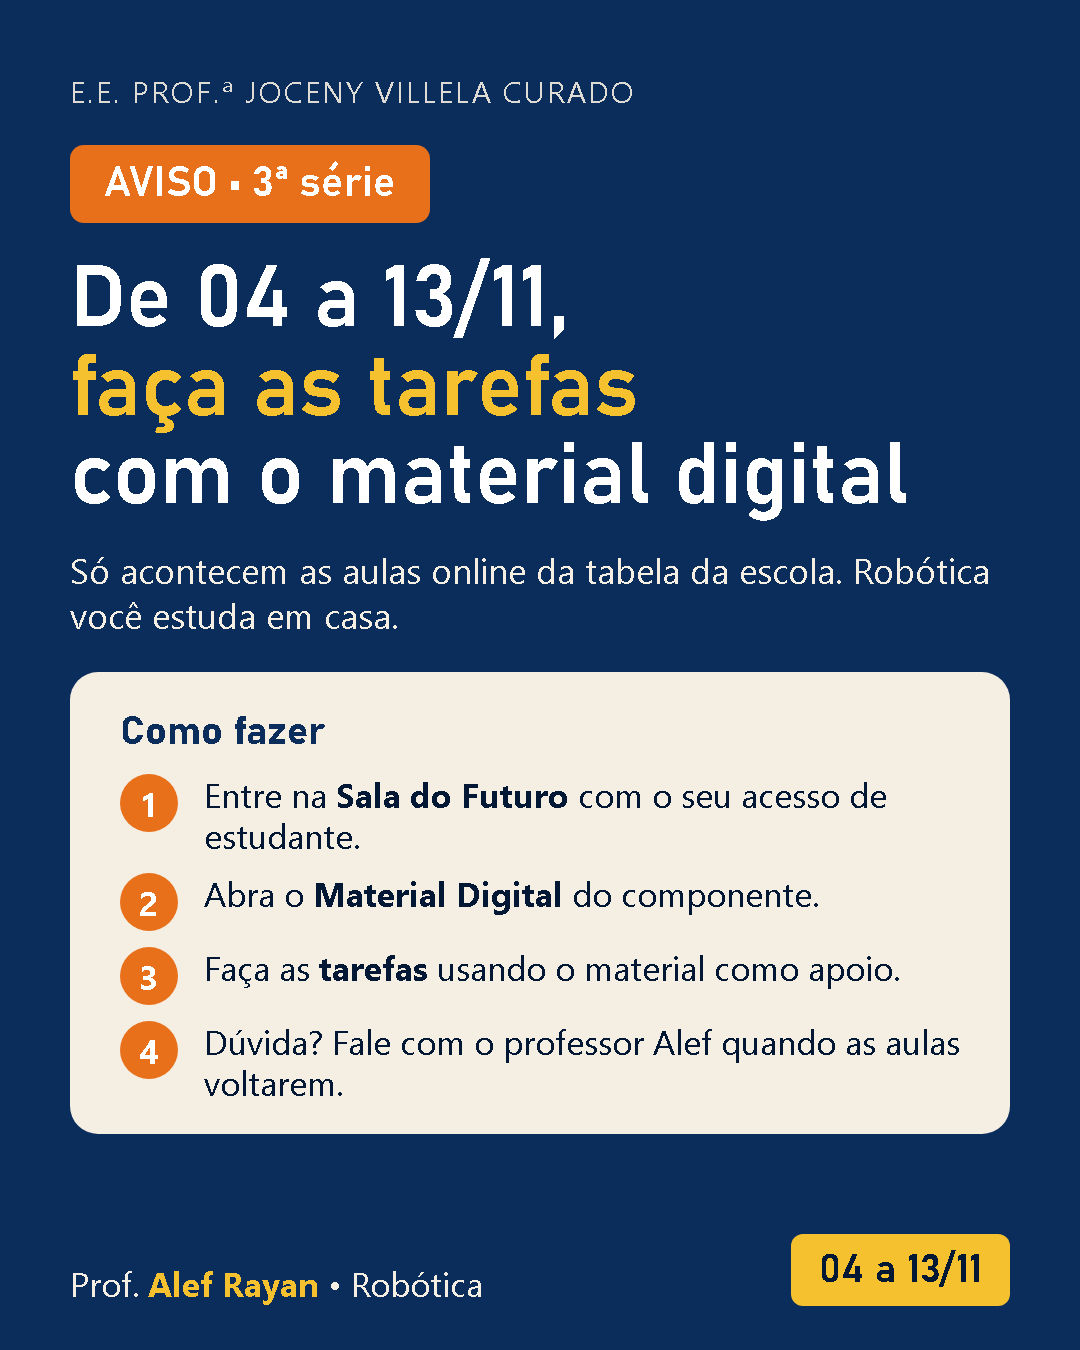 E.E. PROF.ª JOCENY VILLELA CURADO
AVISO ▪ 3ª série
De 04 a 13/11,
faça as tarefas
com o material digital
Só acontecem as aulas online da tabela da escola. Robótica
você estuda em casa.
Como fazer
1 Entre na Sala do Futuro com o seu acesso de
estudante.
2 Abra o Material Digital do componente.
3 Faça as tarefas usando o material como apoio.
4 Dúvida? Fale com o professor Alef quando as aulas
voltarem.
Prof. Alef Rayan • Robótica
04 a 13/11